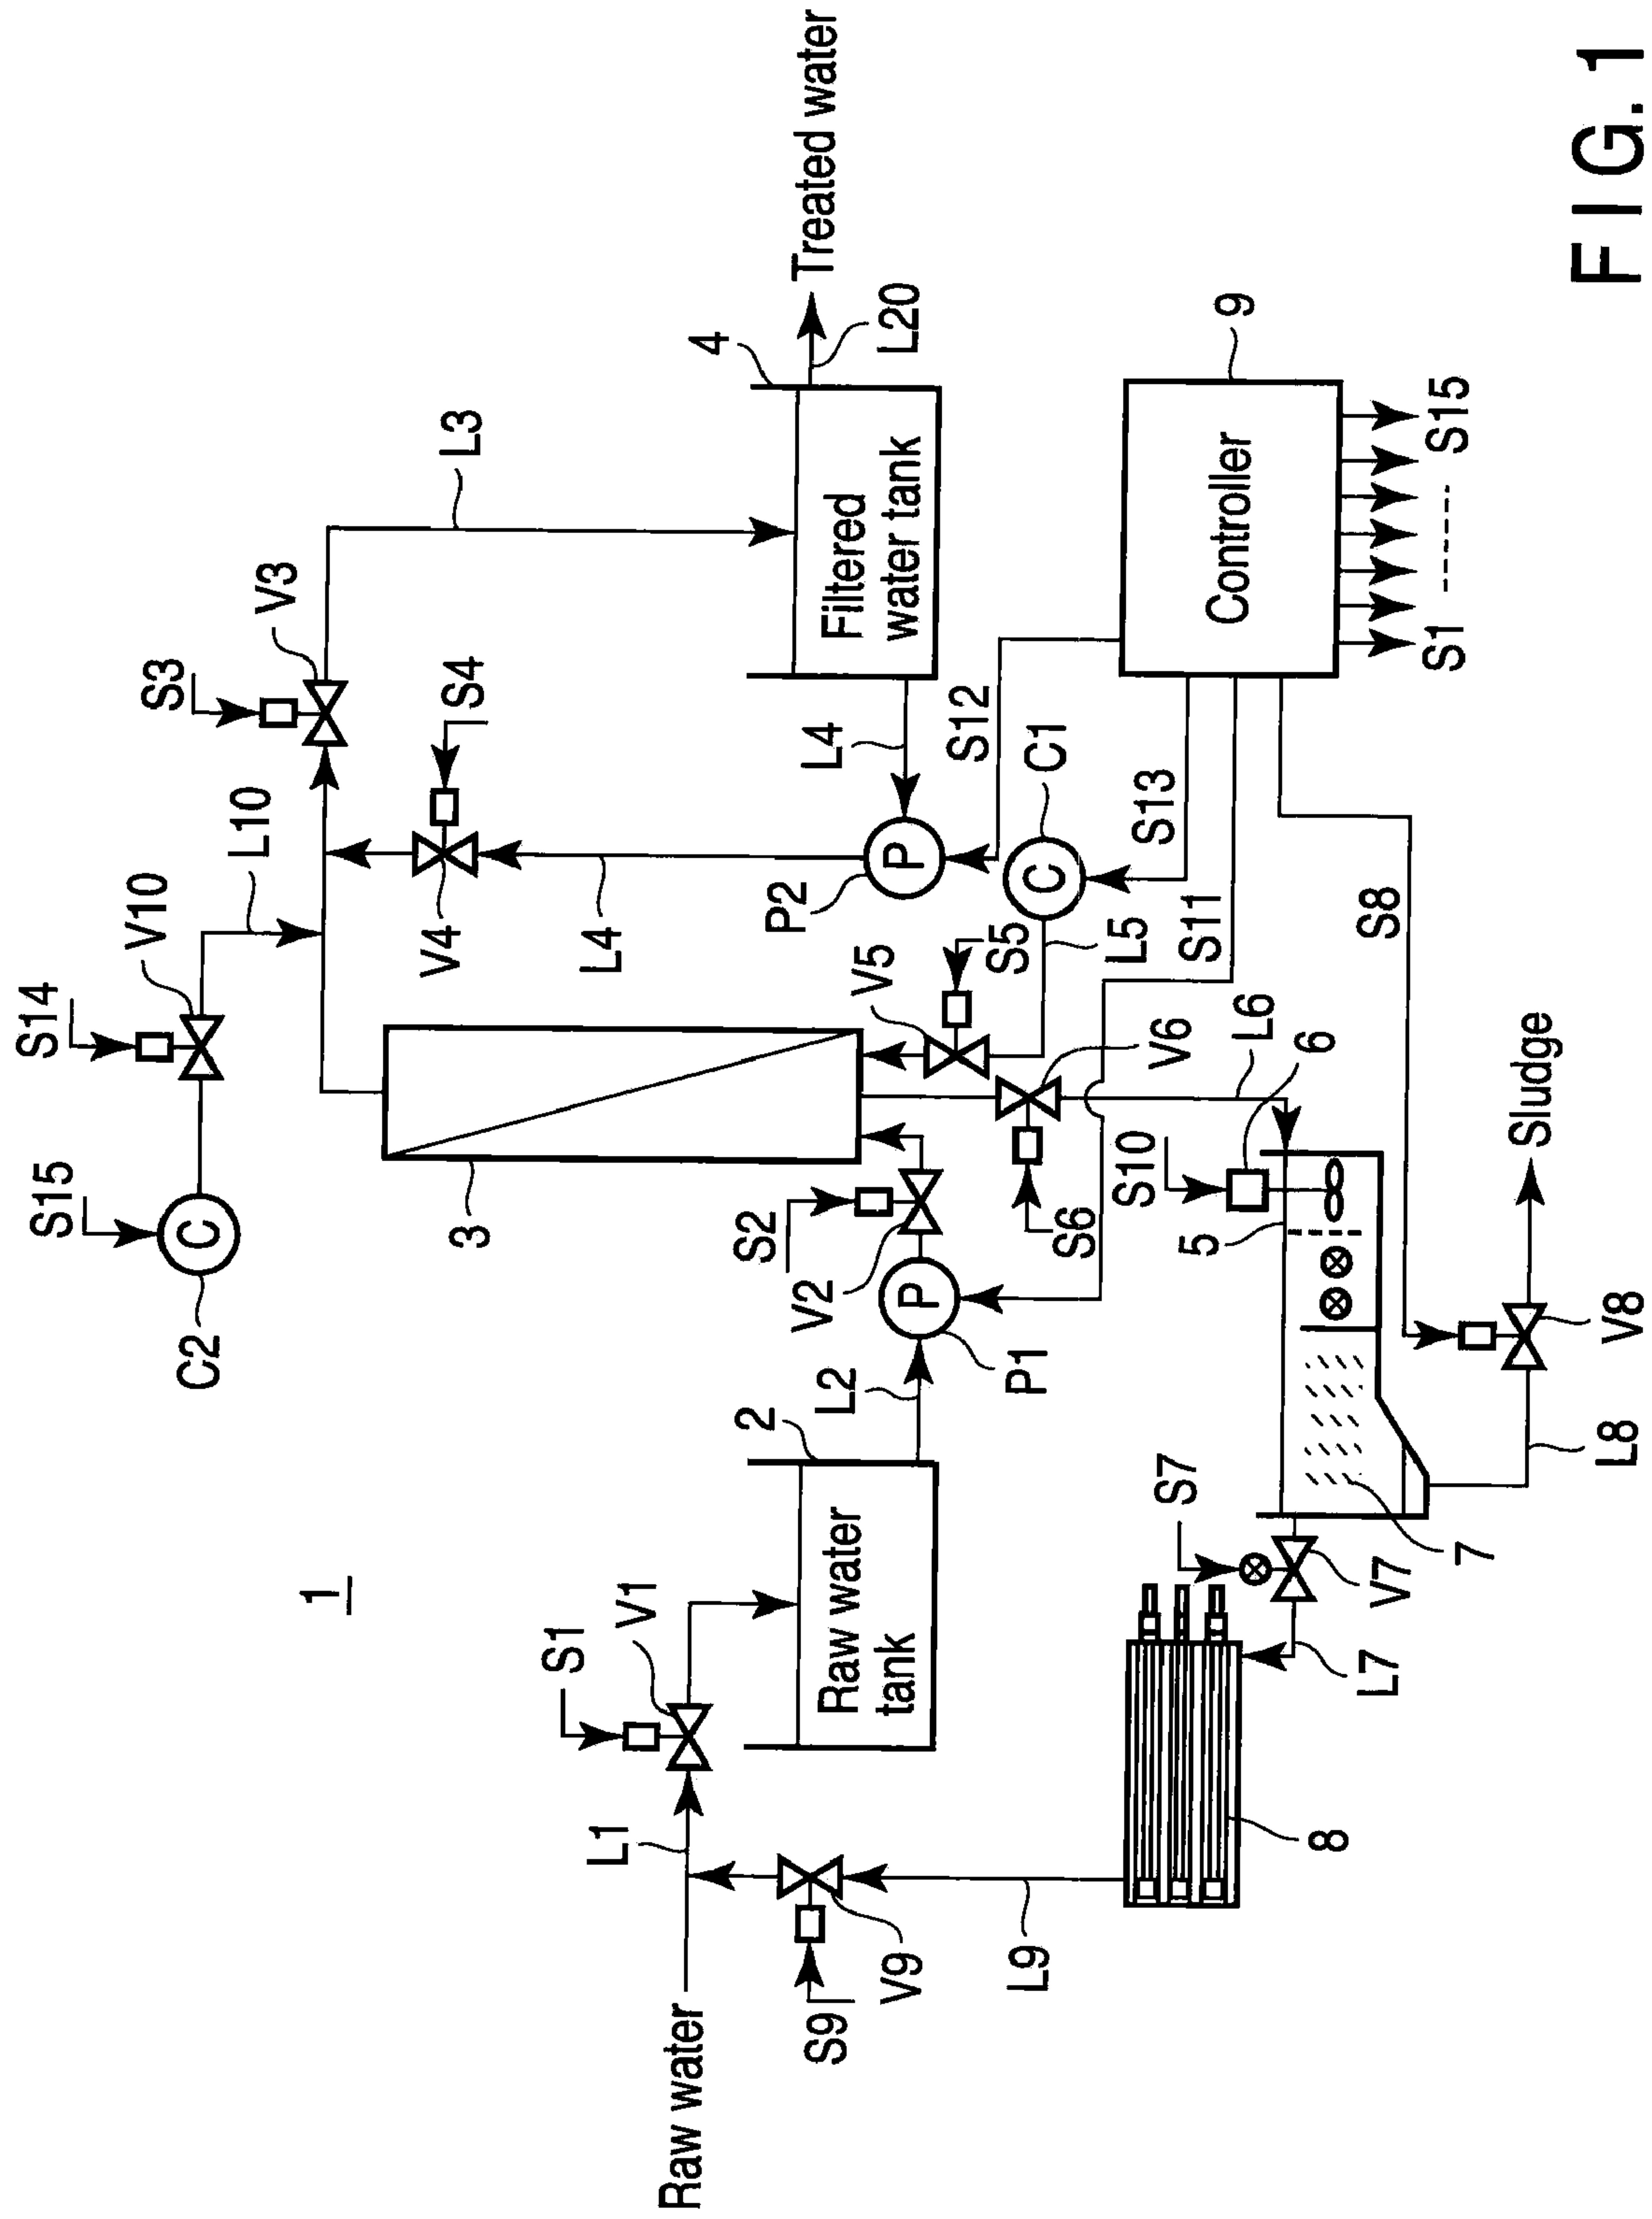 1
S15
S14
V10
L10
S3
V3
L3
C
C2
S4
V4
L4
3
4
Treated water
L20
Filtered
water tank
L4
P
P2
S12
C
C1
S13
S11
S8
V5
S5
L5
S2
V2
P
P1
L2
2
V6
S6
L6
6
S10
5
Controller
9
S1
S15
Raw water
L1
S1
V1
Raw water
tank
S9
V9
L9
8
S7
V7
L7
7
L8
V8
Sludge
FIG. 1